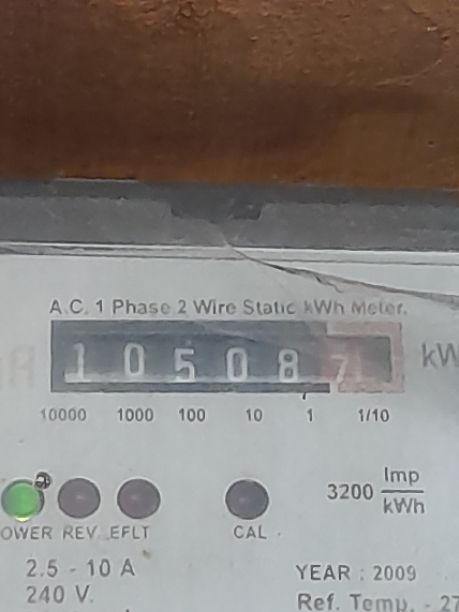 A.C. 1 Phase 2 Wire Static kWh Meter.
1 0 5 0 8 7 kW
10000 1000 100 10 1 1/10
3200 Imp/kWh
OWER REV. EFLT CAL
2.5 - 10 A
240 V.
YEAR : 2009
Ref. Temp. - 27